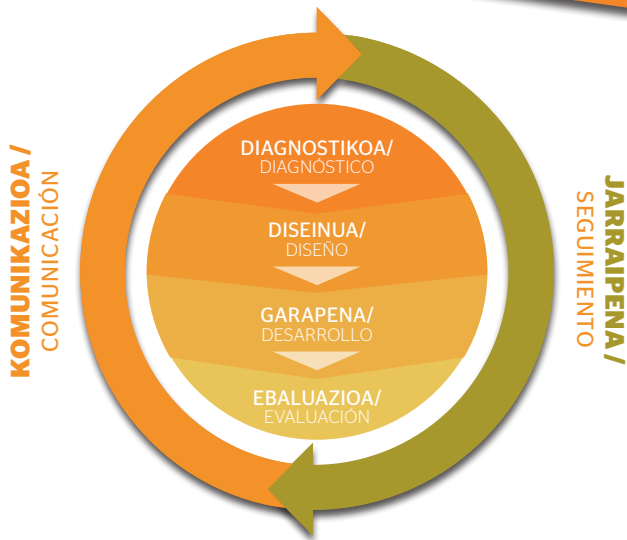 KOMUNIKAZIOA /
COMUNICACIÓN
DIAGNOSTIKOA/
DIAGNÓSTICO
DISEINUA/
DISEÑO
GARAPENA/
DESARROLLO
EBALUAZIOA/
EVALUACIÓN
JARRAIPENA /
SEGUIMIENTO